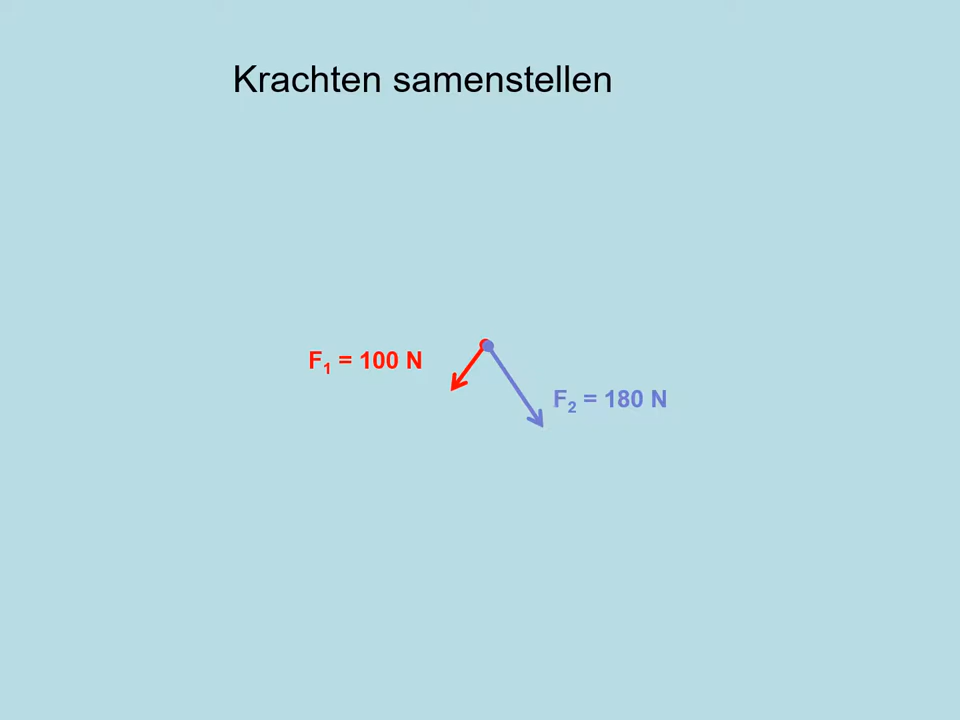 Krachten samenstellen
F₁ = 100 N
F₂ = 180 N